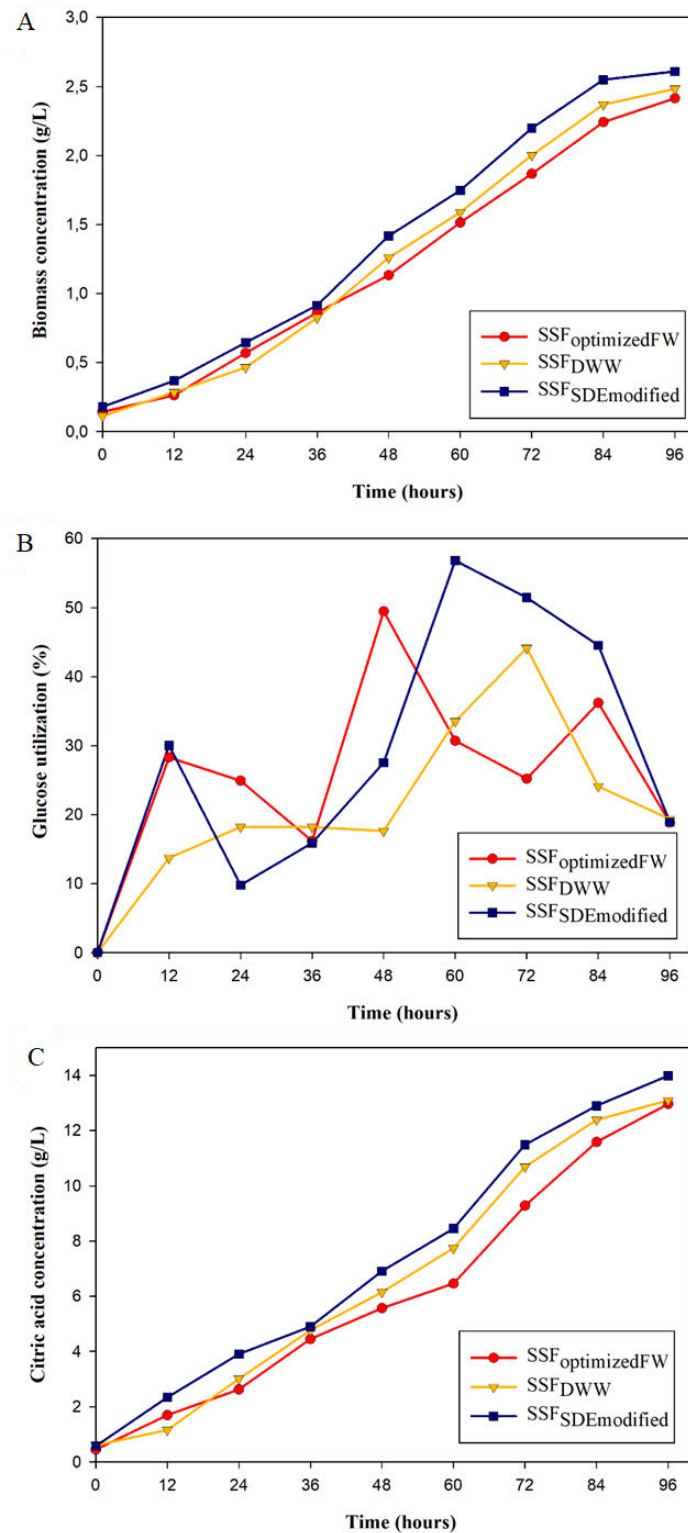 A
Biomass concentration (g/L)
3,0
2,5
2,0
1,5
1,0
0,5
0,0
0 12 24 36 48 60 72 84 96
Time (hours)
SSFoptimizedFW
SSFDWW
SSFSDEmodified
B
Glucose utilization (%)
60
50
40
30
20
10
0
0 12 24 36 48 60 72 84 96
Time (hours)
SSFoptimizedFW
SSFDWW
SSFSDEmodified
C
Citric acid concentration (g/L)
14
12
10
8
6
4
2
0
0 12 24 36 48 60 72 84 96
Time (hours)
SSFoptimizedFW
SSFDWW
SSFSDEmodified